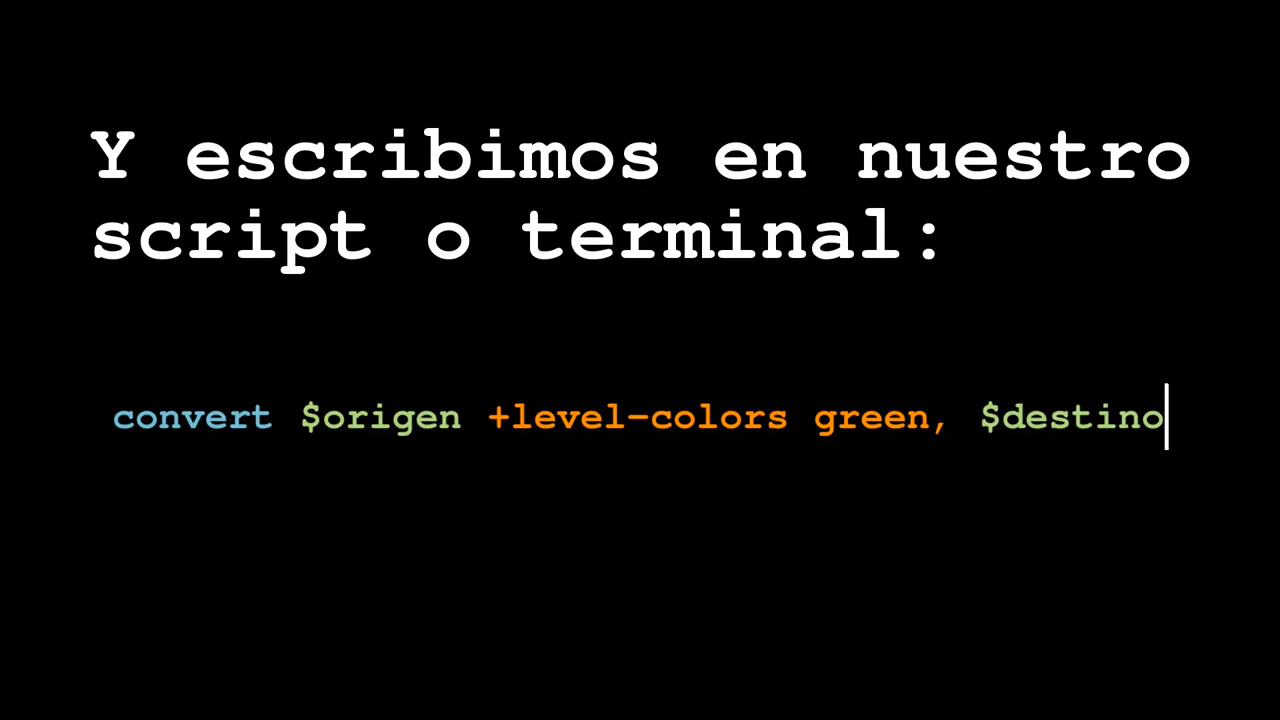 Y escribimos en nuestro
script o terminal:
convert $origen +level-colors green, $destino